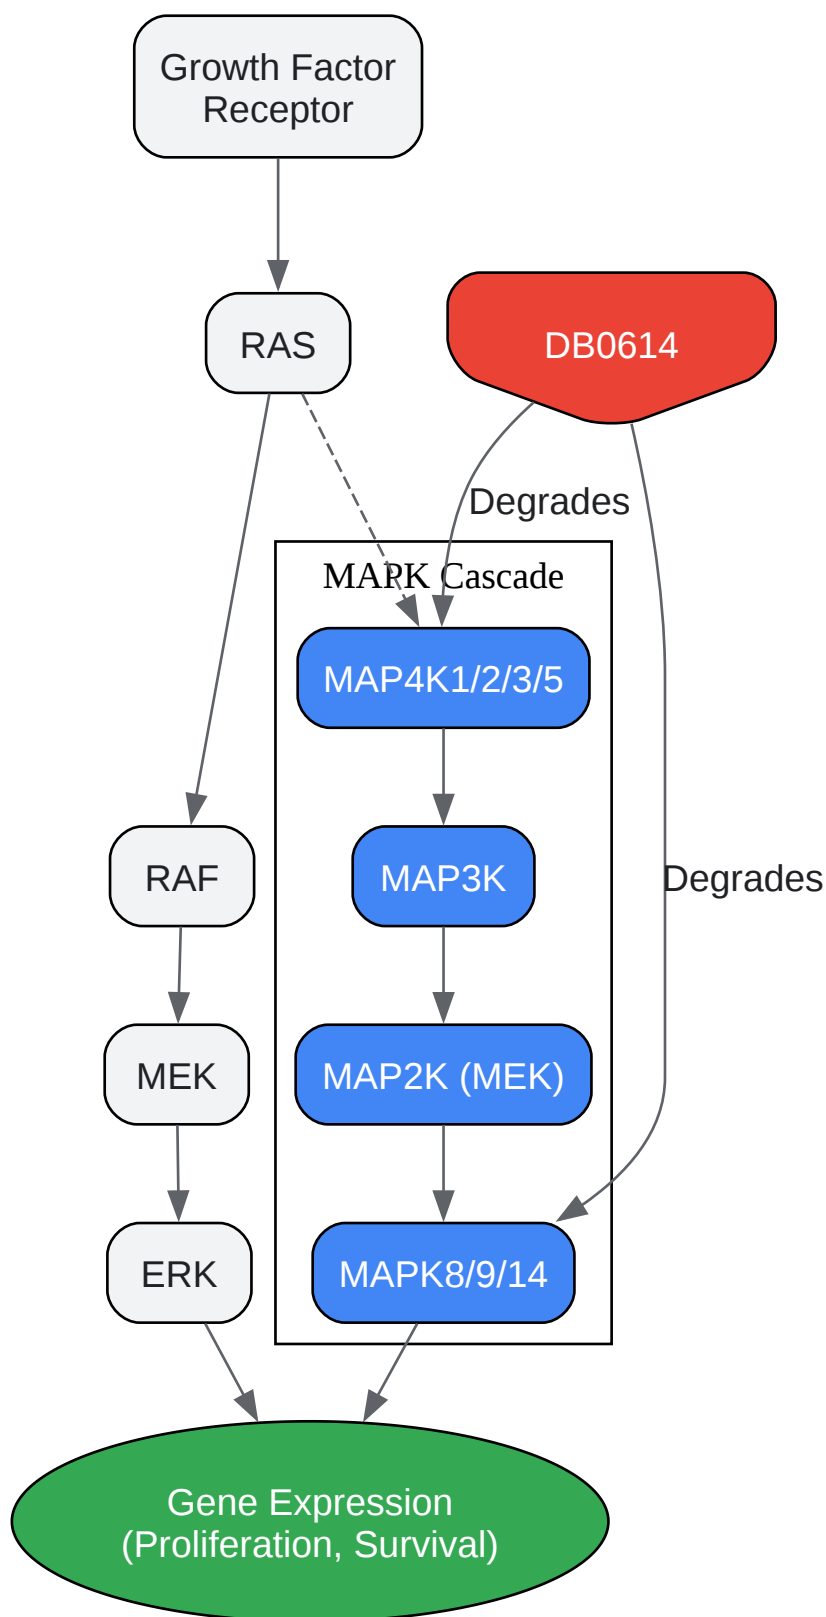 Growth Factor
Receptor
RAS
DB0614
Degrades
MAPK Cascade
MAP4K1/2/3/5
RAF
MAP3K
Degrades
MEK
MAP2K (MEK)
ERK
MAPK8/9/14
Gene Expression
(Proliferation, Survival)